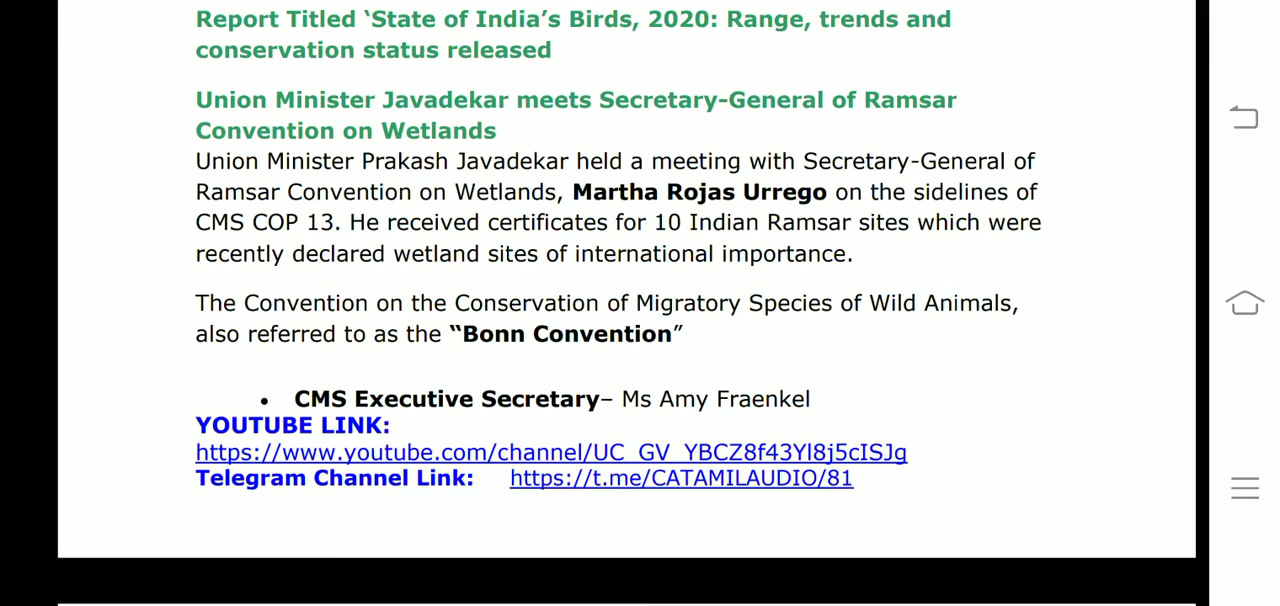 Report Titled ‘State of India’s Birds, 2020: Range, trends and
conservation status released
Union Minister Javadekar meets Secretary-General of Ramsar
Convention on Wetlands
Union Minister Prakash Javadekar held a meeting with Secretary-General of
Ramsar Convention on Wetlands, Martha Rojas Urrego on the sidelines of
CMS COP 13. He received certificates for 10 Indian Ramsar sites which were
recently declared wetland sites of international importance.
The Convention on the Conservation of Migratory Species of Wild Animals,
also referred to as the “Bonn Convention”
• CMS Executive Secretary– Ms Amy Fraenkel
YOUTUBE LINK:
https://www.youtube.com/channel/UC_GV_YBCZ8f43Yl8j5cISJg
Telegram Channel Link: https://t.me/CATAMILAUDIO/81